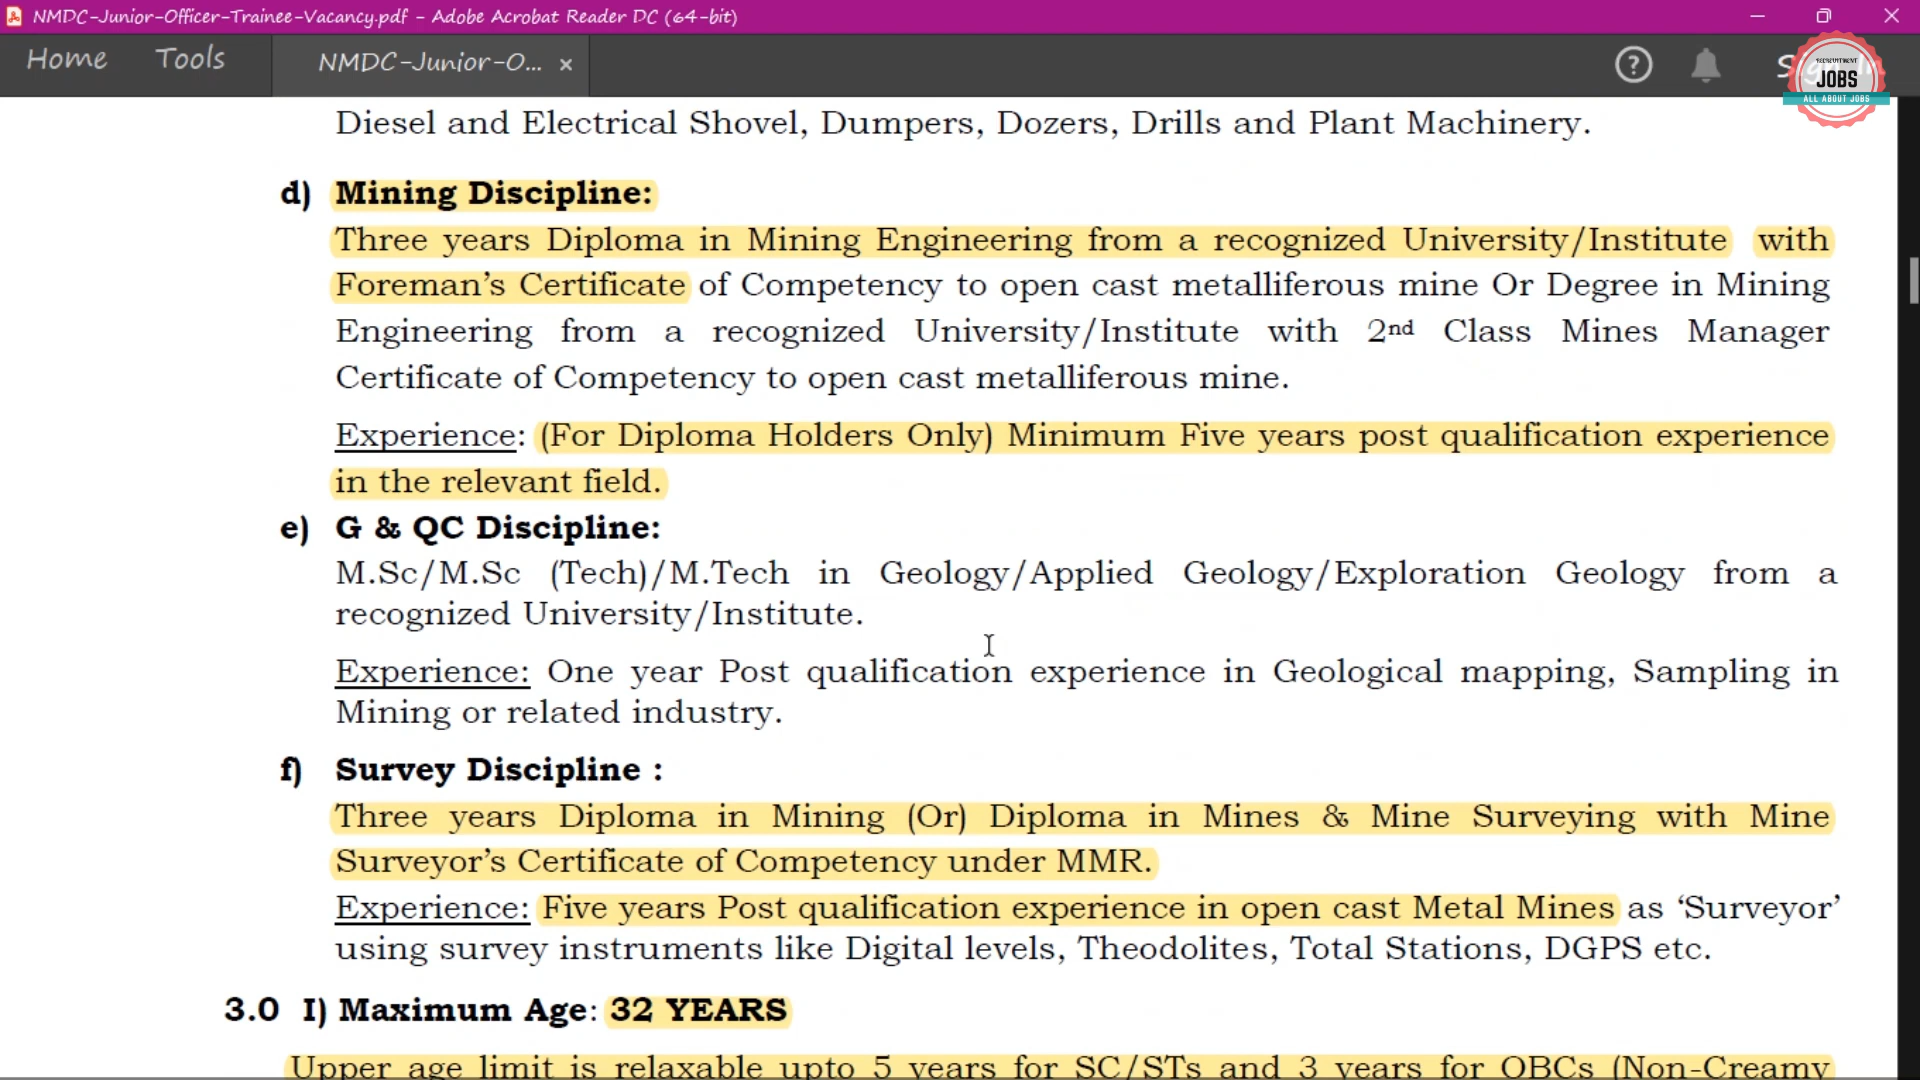 NMDC-Junior-Officer-Trainee-Vacancy.pdf - Adobe Acrobat Reader DC (64-bit)
Home Tools NMDC-Junior-O... ×
RECRUITMENT
JOBS
ALL ABOUT JOBS
Diesel and Electrical Shovel, Dumpers, Dozers, Drills and Plant Machinery.
d) Mining Discipline:
Three years Diploma in Mining Engineering from a recognized University/Institute with
Foreman's Certificate of Competency to open cast metalliferous mine Or Degree in Mining
Engineering from a recognized University/Institute with 2nd Class Mines Manager
Certificate of Competency to open cast metalliferous mine.
Experience: (For Diploma Holders Only) Minimum Five years post qualification experience
in the relevant field.
e) G & QC Discipline:
M.Sc/M.Sc (Tech)/M.Tech in Geology/Applied Geology/Exploration Geology from a
recognized University/Institute.
Experience: One year Post qualification experience in Geological mapping, Sampling in
Mining or related industry.
f) Survey Discipline :
Three years Diploma in Mining (Or) Diploma in Mines & Mine Surveying with Mine
Surveyor's Certificate of Competency under MMR.
Experience: Five years Post qualification experience in open cast Metal Mines as 'Surveyor'
using survey instruments like Digital levels, Theodolites, Total Stations, DGPS etc.
3.0 I) Maximum Age: 32 YEARS
Upper age limit is relaxable upto 5 years for SC/STs and 3 years for OBCs (Non-Creamy